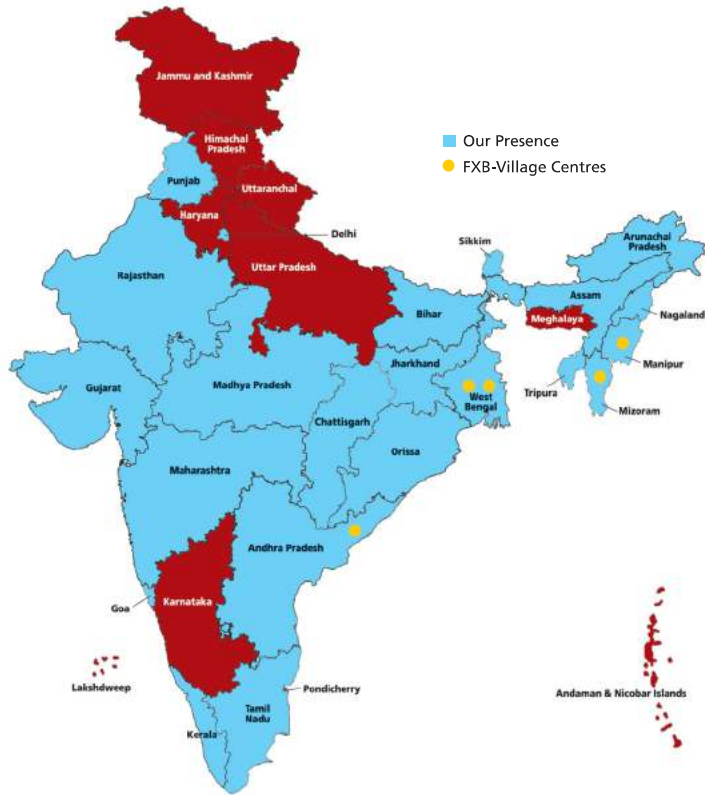 Jammu and Kashmir
Himachal
Pradesh
Our Presence
FXB-Village Centres
Punjab
Uttaranchal
Haryana
Delhi
Sikkim
Arunachal
Pradesh
Rajasthan
Uttar Pradesh
Bihar
Assam
Nagaland
Meghalaya
Manipur
Jharkhand
Gujarat
Madhya Pradesh
West
Bengal
Tripura
Mizoram
Chattisgarh
Orissa
Maharashtra
Andhra Pradesh
Goa
Karnataka
Lakshdweep
Pondicherry
Andaman & Nicobar Islands
Tamil
Nadu
Kerala